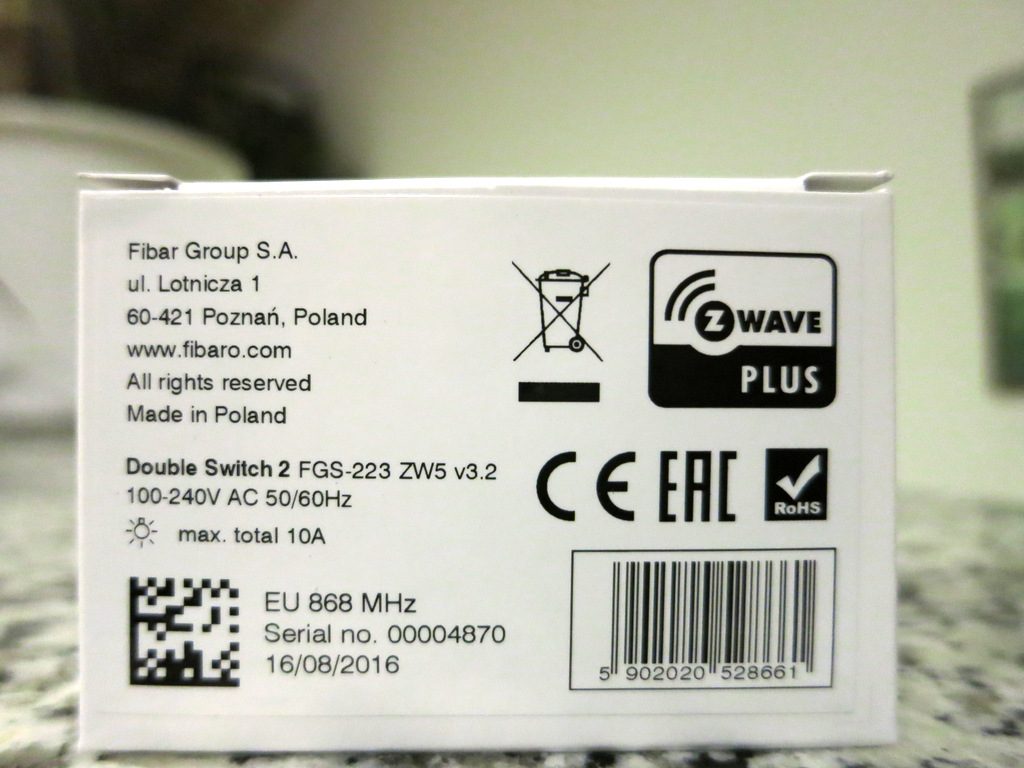 Fibar Group S.A.
ul. Lotnicza 1
60-421 Poznań, Poland
www.fibaro.com
All rights reserved
Made in Poland
Z WAVE
PLUS
Double Switch 2 FGS-223 ZW5 v3.2
100-240V AC 50/60Hz
max. total 10A
CE EAC
RoHS
EU 868 MHz
Serial no. 00004870
16/08/2016
5 902020 528661